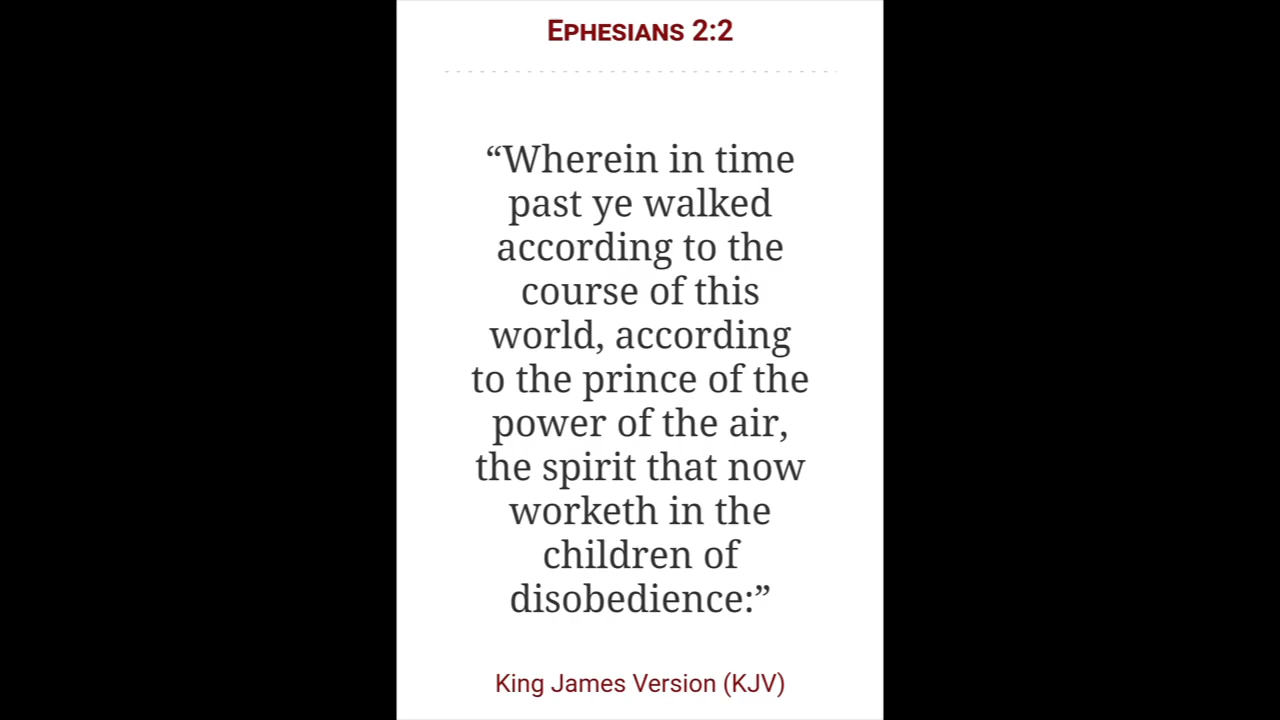 Ephesians 2:2
“Wherein in time
past ye walked
according to the
course of this
world, according
to the prince of the
power of the air,
the spirit that now
worketh in the
children of
disobedience:”
King James Version (KJV)